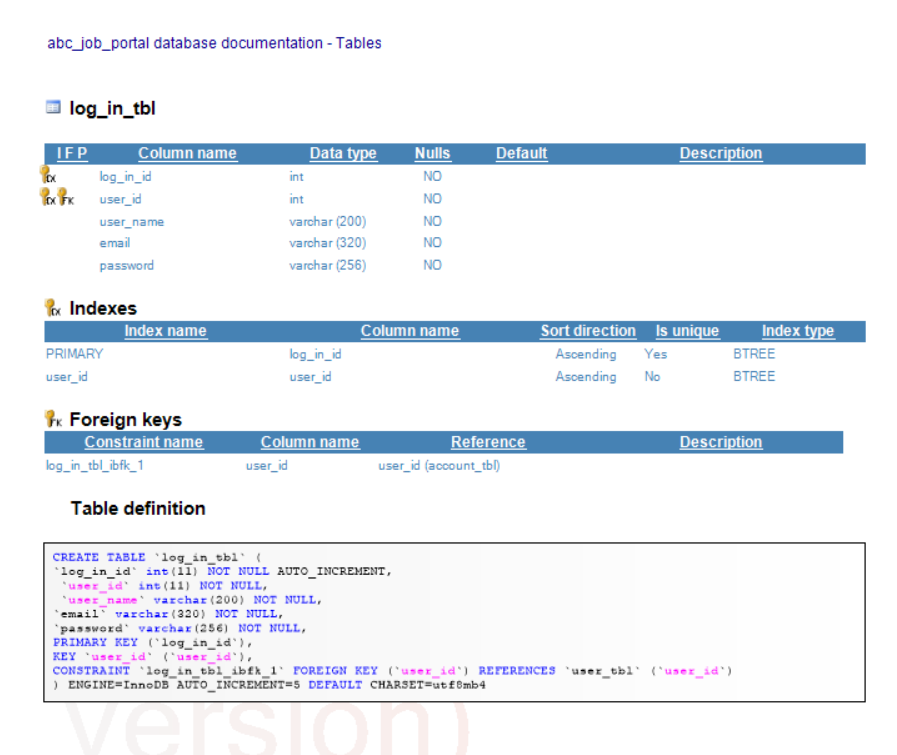 abc_job_portal database documentation - Tables
log_in_tbl
I F P Column name Data type Nulls Default Description
IX log_in_id int NO
IX FK user_id int NO
user_name varchar (200) NO
email varchar (320) NO
password varchar (256) NO
IX Indexes
Index name Column name Sort direction Is unique Index type
PRIMARY log_in_id Ascending Yes BTREE
user_id user_id Ascending No BTREE
FK Foreign keys
Constraint name Column name Reference Description
log_in_tbl_ibfk_1 user_id user_id (account_tbl)
Table definition
CREATE TABLE `log_in_tbl` (
`log_in_id` int(11) NOT NULL AUTO_INCREMENT,
`user_id` int(11) NOT NULL,
`user_name` varchar(200) NOT NULL,
`email` varchar(320) NOT NULL,
`password` varchar(256) NOT NULL,
PRIMARY KEY (`log_in_id`),
KEY `user_id` (`user_id`),
CONSTRAINT `log_in_tbl_ibfk_1` FOREIGN KEY (`user_id`) REFERENCES `user_tbl` (`user_id`)
) ENGINE=InnoDB AUTO_INCREMENT=5 DEFAULT CHARSET=utf8mb4
version)